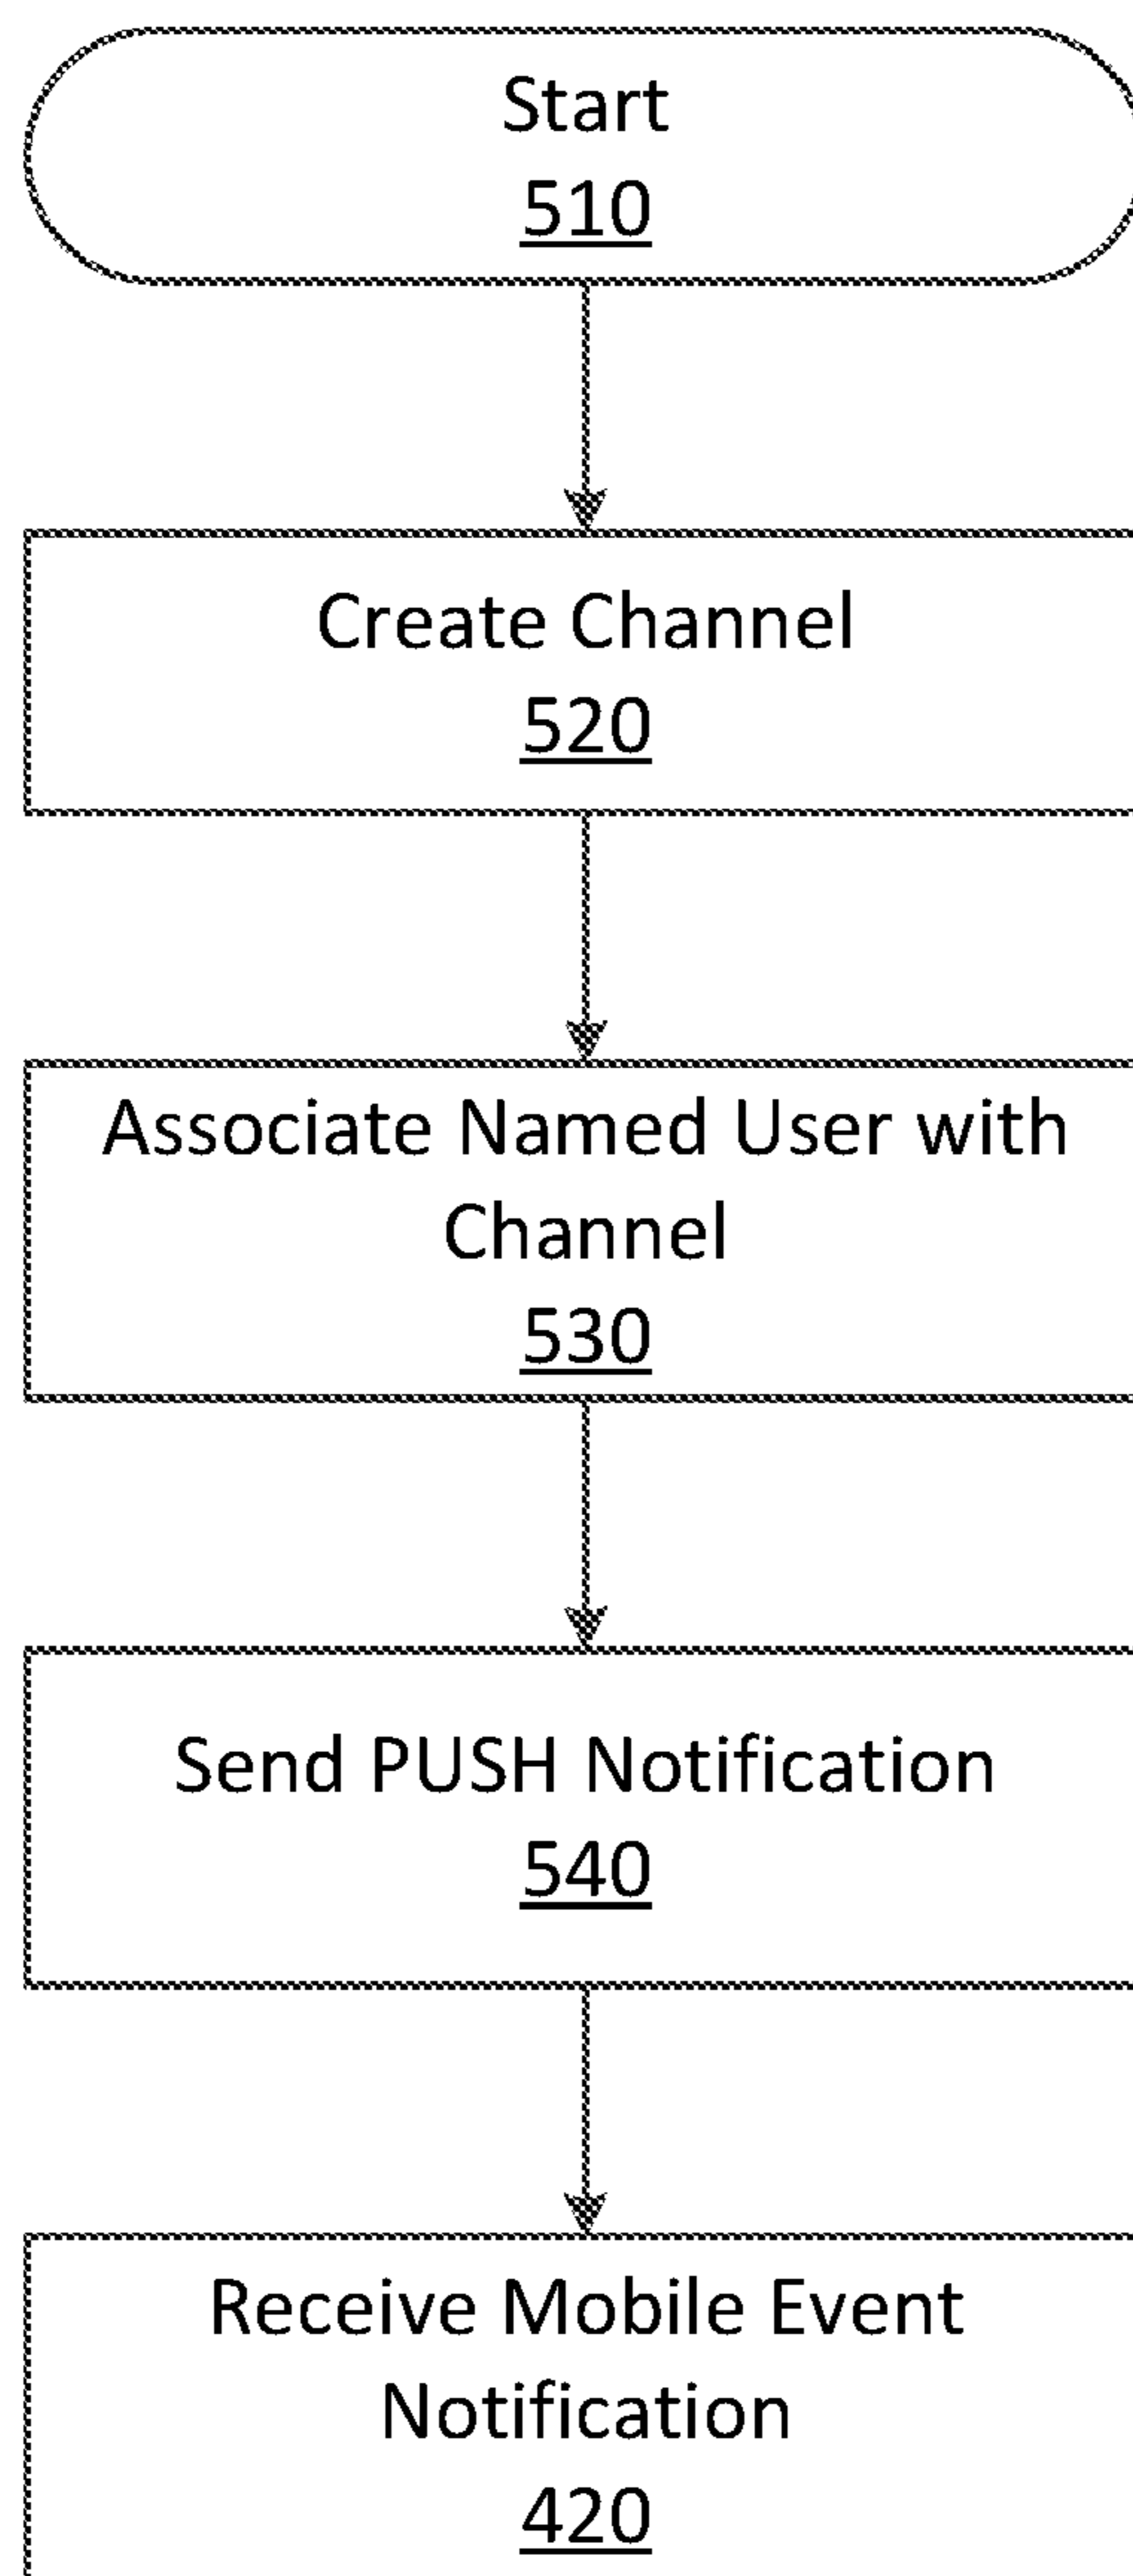 Start
510
Create Channel
520
Associate Named User with
Channel
530
Send PUSH Notification
540
Receive Mobile Event
Notification
420